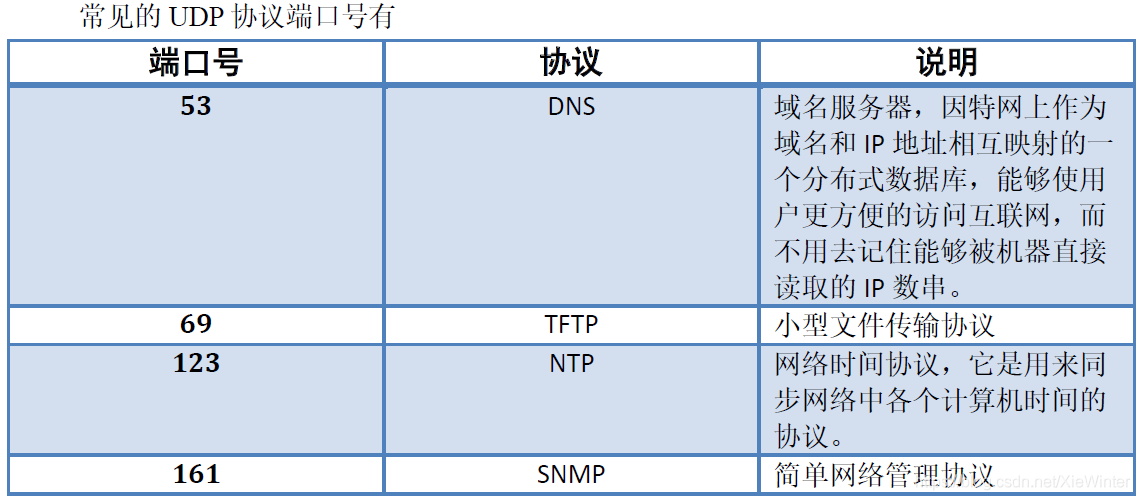 常见的 UDP 协议端口号有
端口号 协议 说明
53 DNS 域名服务器，因特网上作为
域名和 IP 地址相互映射的一
个分布式数据库，能够使用
户更方便的访问互联网，而
不用去记住能够被机器直接
读取的 IP 数串。
69 TFTP 小型文件传输协议
123 NTP 网络时间协议，它是用来同
步网络中各个计算机时间的
协议。
161 SNMP 简单网络管理协议
https://blog.csdn.net/XieWinter